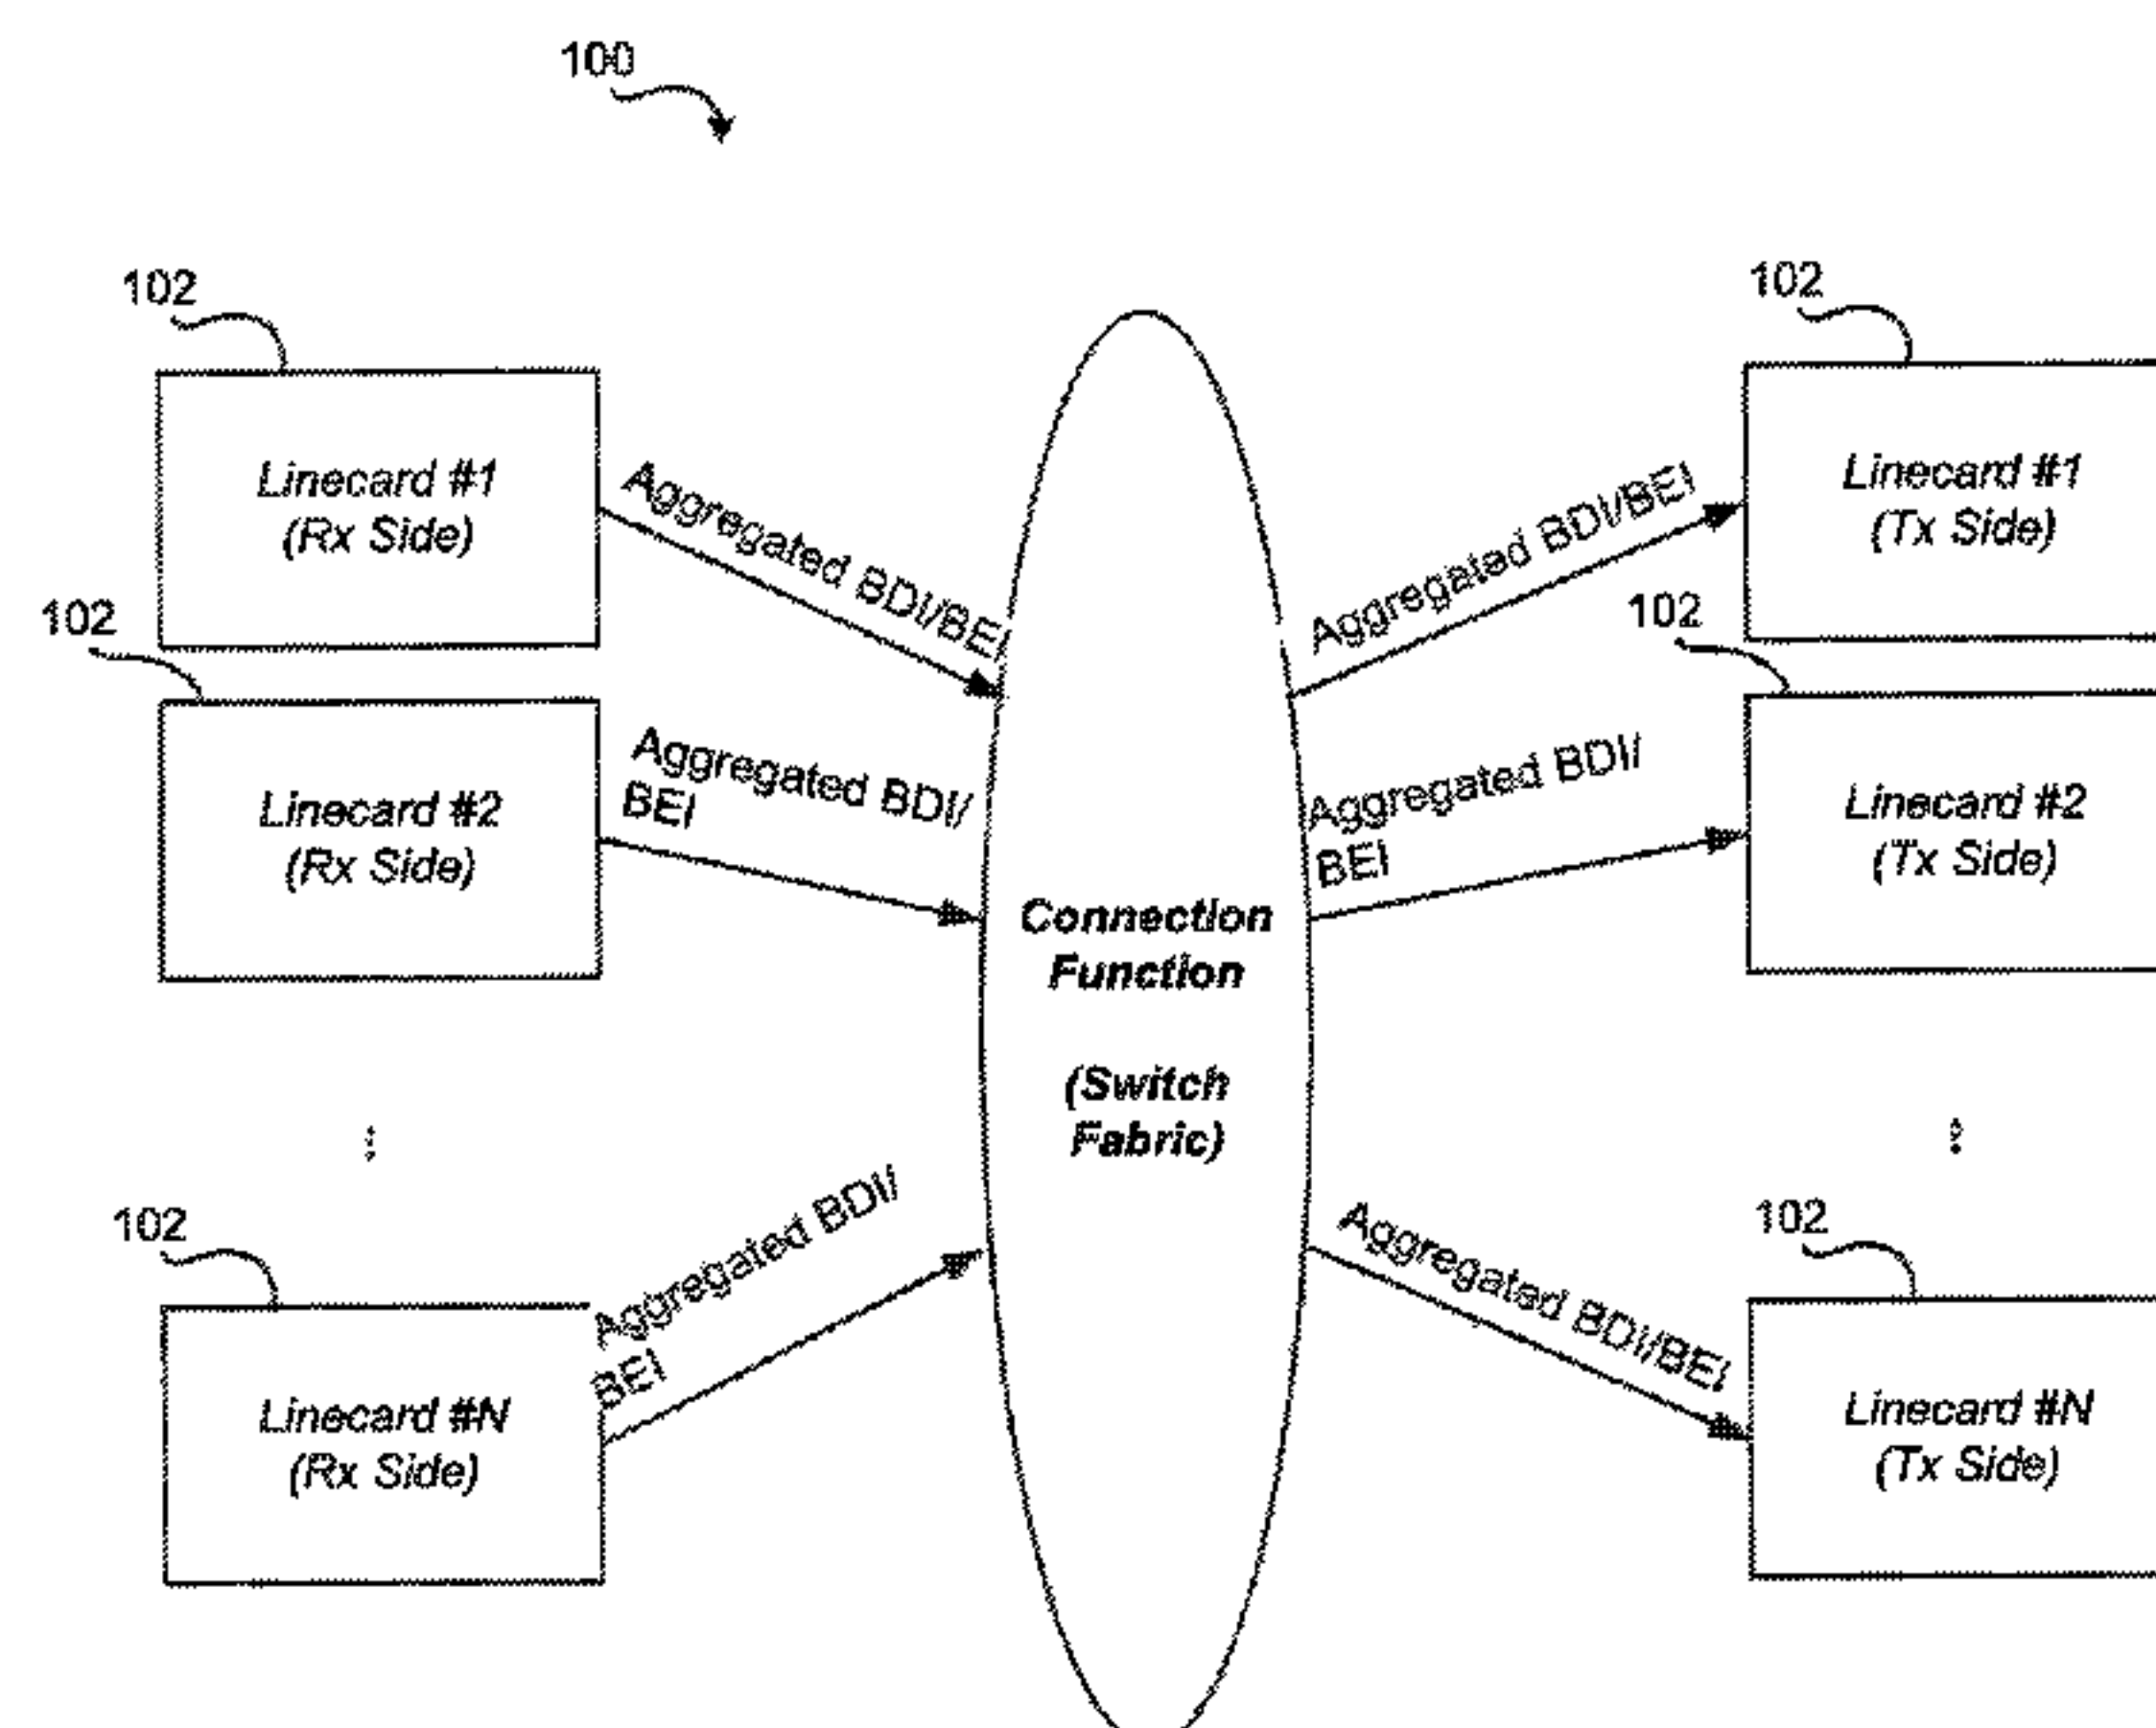 100
102
Linecard #1
(Rx Side)
Aggregated BDI/BEI
102
Linecard #2
(Rx Side)
Aggregated BDI/
BEI
102
Linecard #N
(Rx Side)
Aggregated BDI/
BEI
Connection
Function
(Switch
Fabric)
Aggregated BDI/BEI
102
Linecard #1
(Tx Side)
Aggregated BDI/
BEI
102
Linecard #2
(Tx Side)
Aggregated BDI/BEI
102
Linecard #N
(Tx Side)